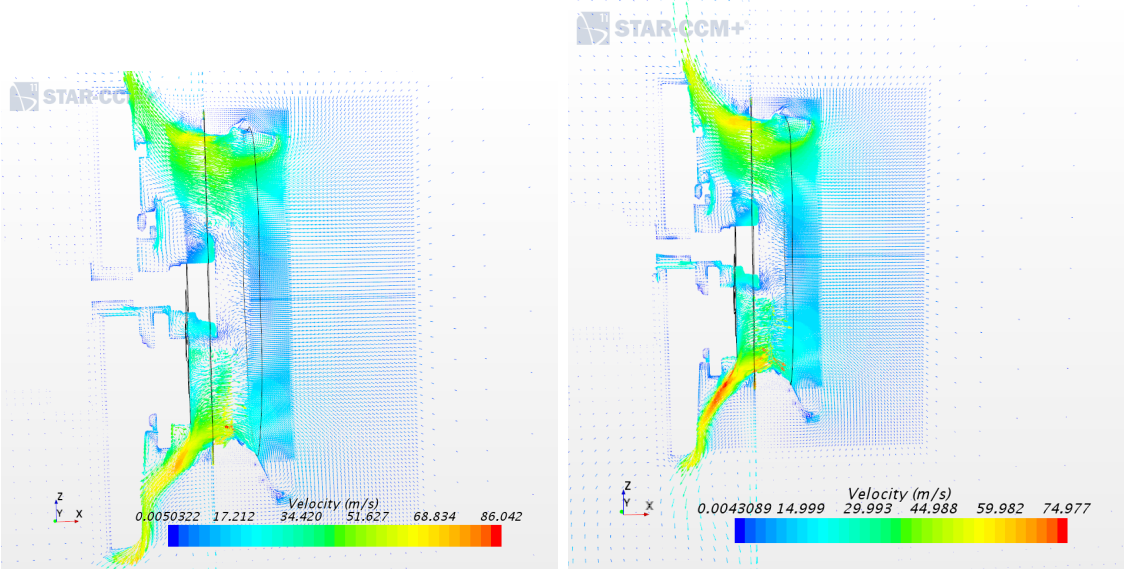 STAR-CC
Z
Y X
Velocity (m/s)
0.0050322 17.212 34.420 51.627 68.834 86.042
STAR-CCM+
Z
Y X
Velocity (m/s)
0.0043089 14.999 29.993 44.988 59.982 74.977